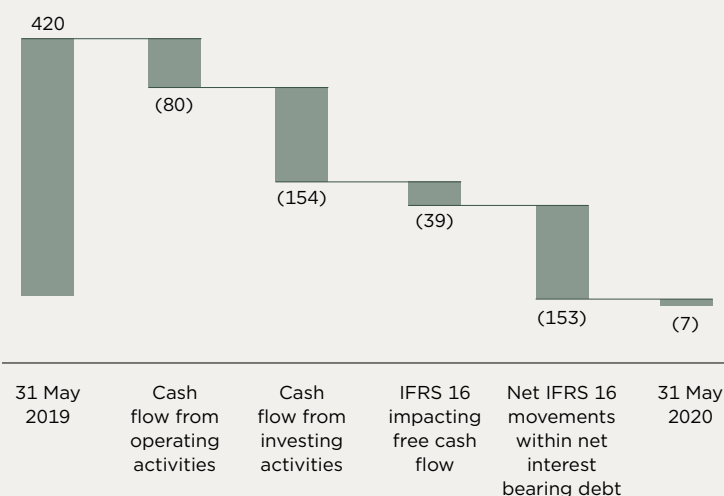 420
(80)
(154)
(39)
(153)
(7)
31 May
2019
Cash
flow from
operating
activities
Cash
flow from
investing
activities
IFRS 16
impacting
free cash
flow
Net IFRS 16
movements
within net
interest
bearing debt
31 May
2020